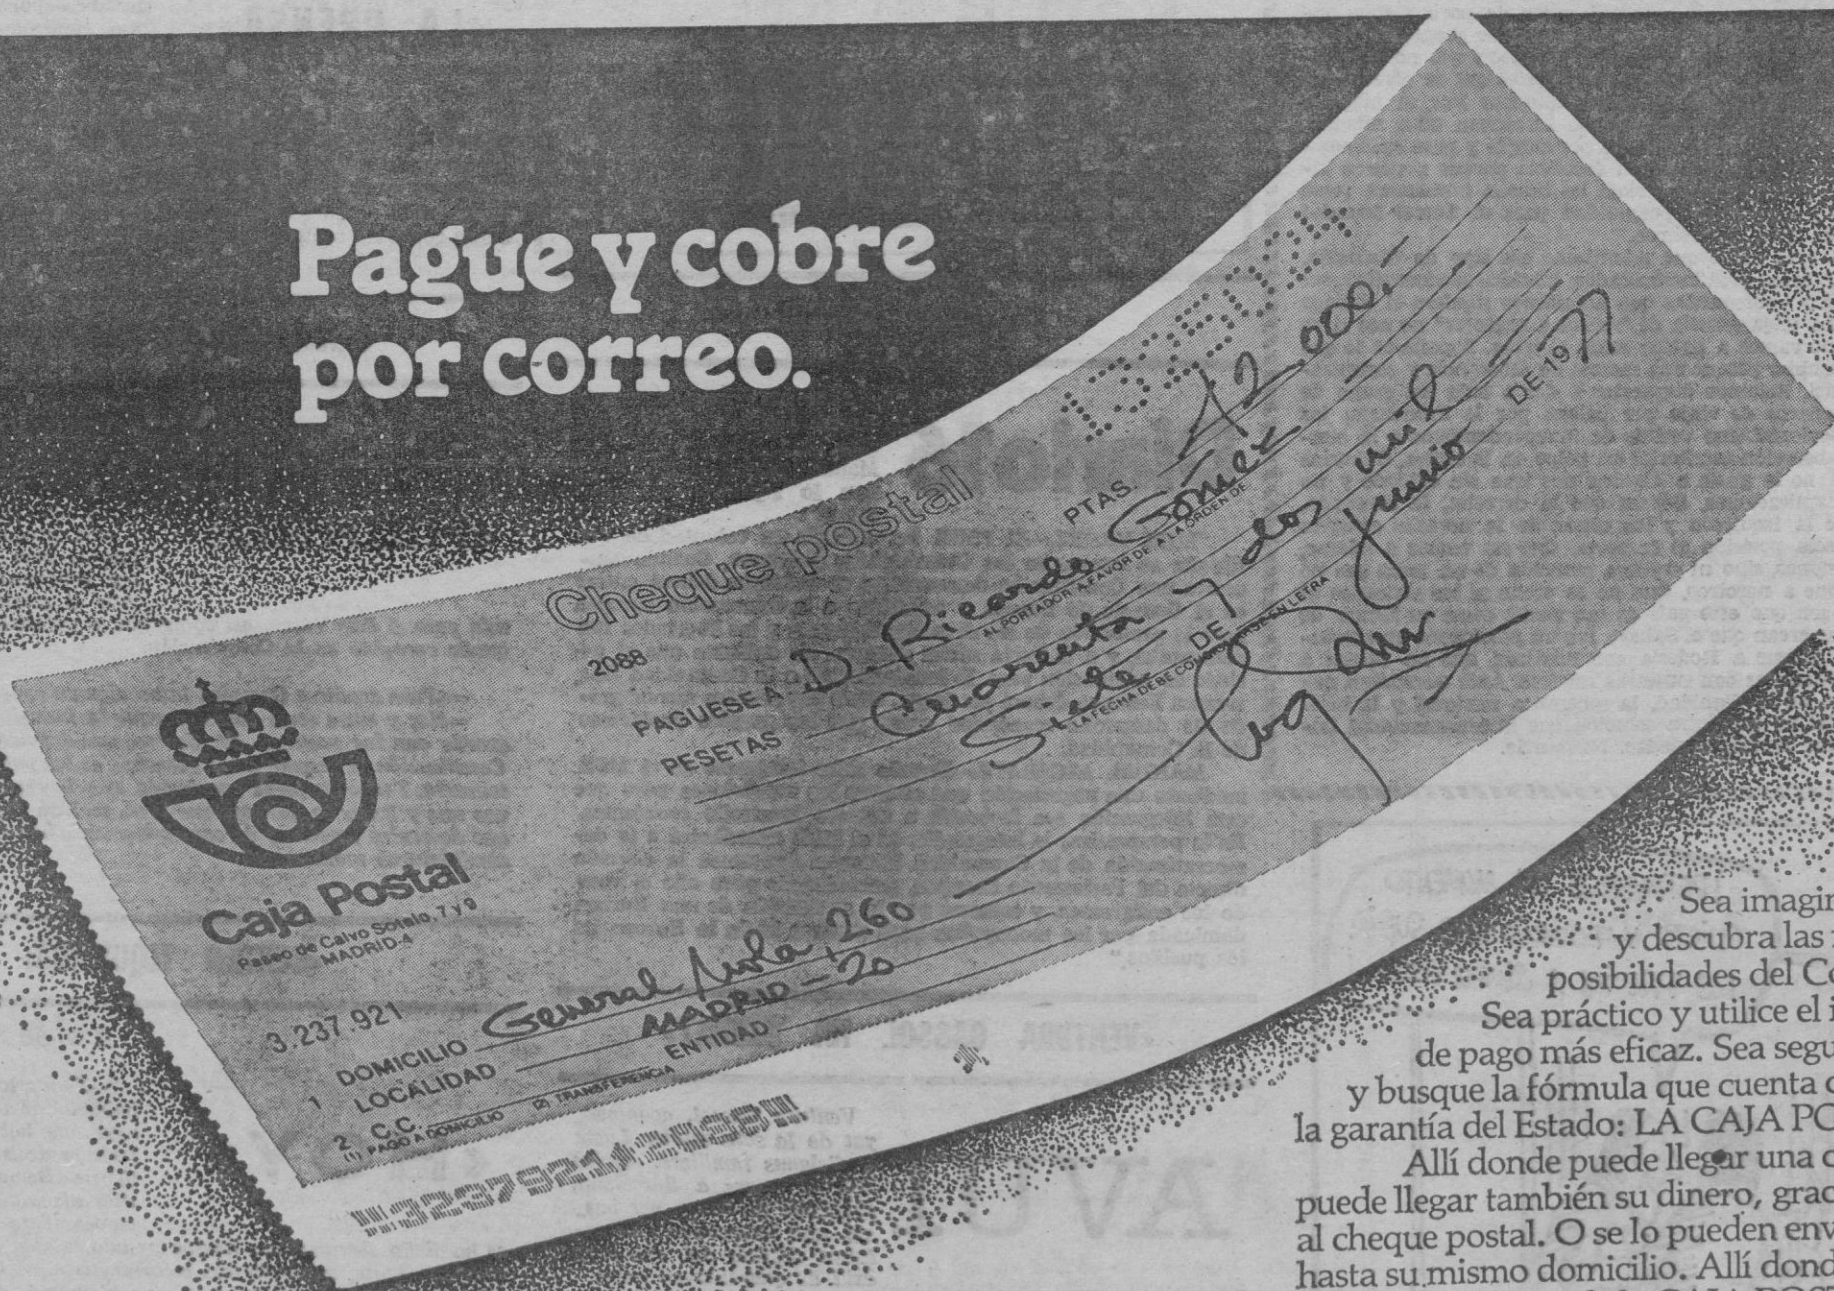 Pague y cobre
por correo.
1325024
Cheque postal
2088
PTAS. 42.000.-
PAGUESE A D. Ricardo Gómez
AL PORTADOR A FAVOR DE A LA ORDEN DE
PESETAS Cuarenta y dos mil
Siete DE junio DE 1977
LA FECHA DEBE CONSIGNARSE EN LETRA
Caja Postal
Paseo de Calvo Sotelo, 7 y 9
MADRID-4
3.237.921
DOMICILIO General Mola, 260
1 LOCALIDAD MADRID-20
2 C.C. ENTIDAD
(1) PAGO A DOMICILIO (2) TRANSFERENCIA
Sea imagin
y descubra las
posibilidades del Co
Sea práctico y utilice el i
de pago más eficaz. Sea segu
y busque la fórmula que cuenta c
la garantía del Estado: LA CAJA PO
Allí donde puede llegar una c
puede llegar también su dinero, grac
al cheque postal. O se lo pueden env
hasta su mismo domicilio. Allí dond